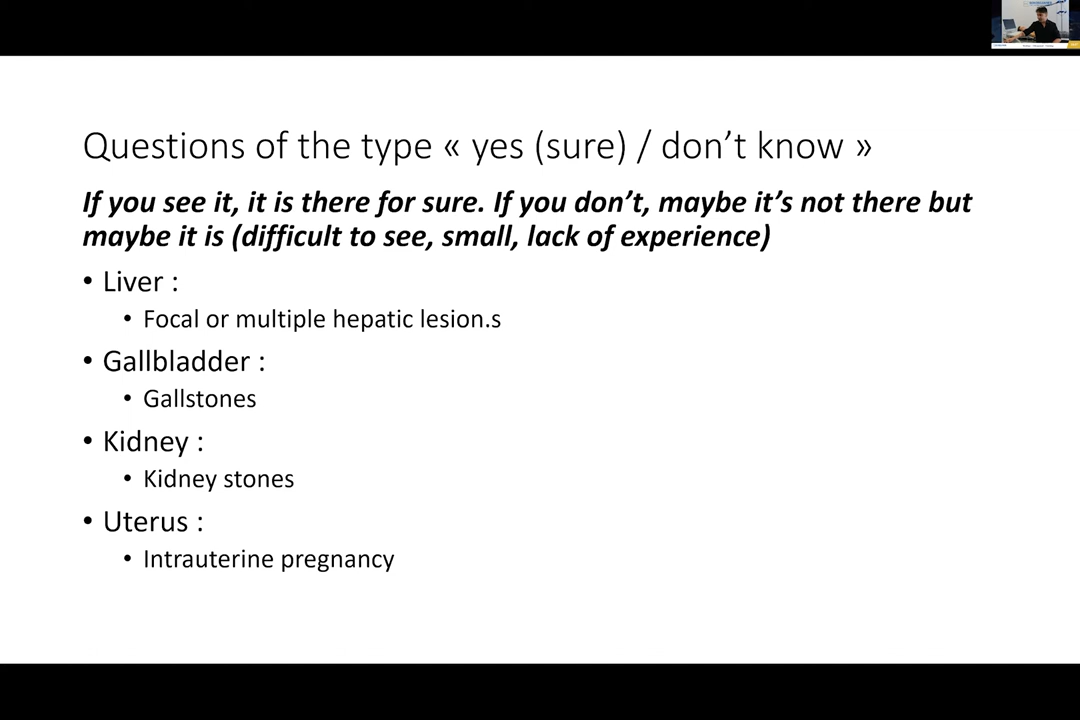 Questions of the type « yes (sure) / don’t know »
If you see it, it is there for sure. If you don’t, maybe it’s not there but
maybe it is (difficult to see, small, lack of experience)
• Liver :
• Focal or multiple hepatic lesion.s
• Gallbladder :
• Gallstones
• Kidney :
• Kidney stones
• Uterus :
• Intrauterine pregnancy